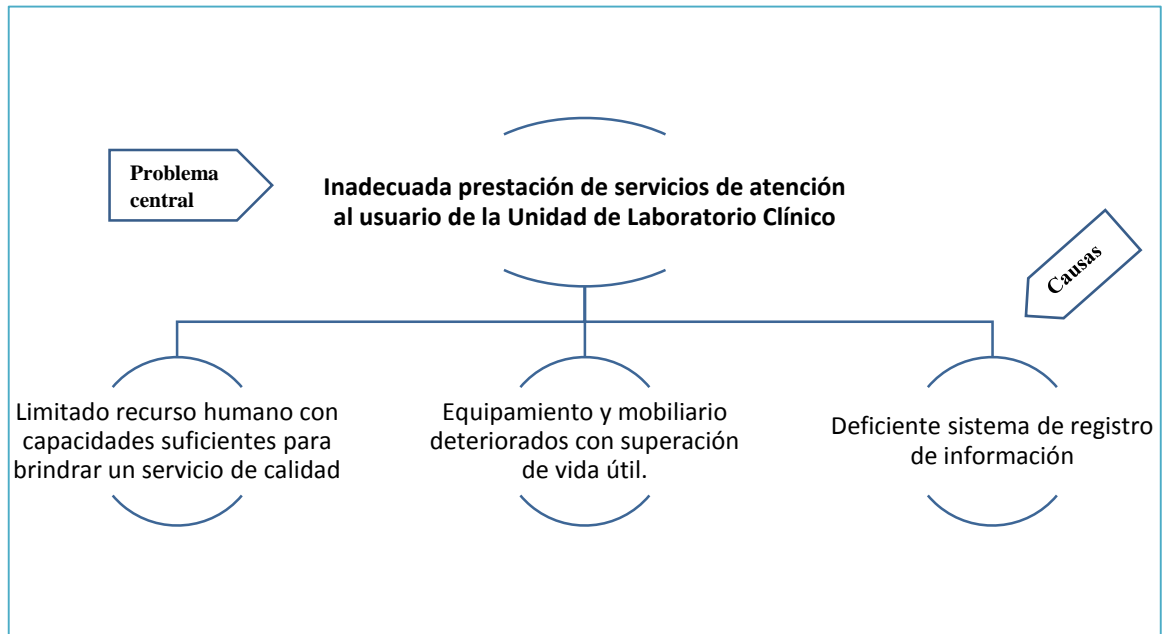 Problema
central
Inadecuada prestación de servicios de atención
al usuario de la Unidad de Laboratorio Clínico
Causas
Limitado recurso humano con
capacidades suficientes para
brindrar un servicio de calidad
Equipamiento y mobiliario
deteriorados con superación
de vida útil.
Deficiente sistema de registro
de información